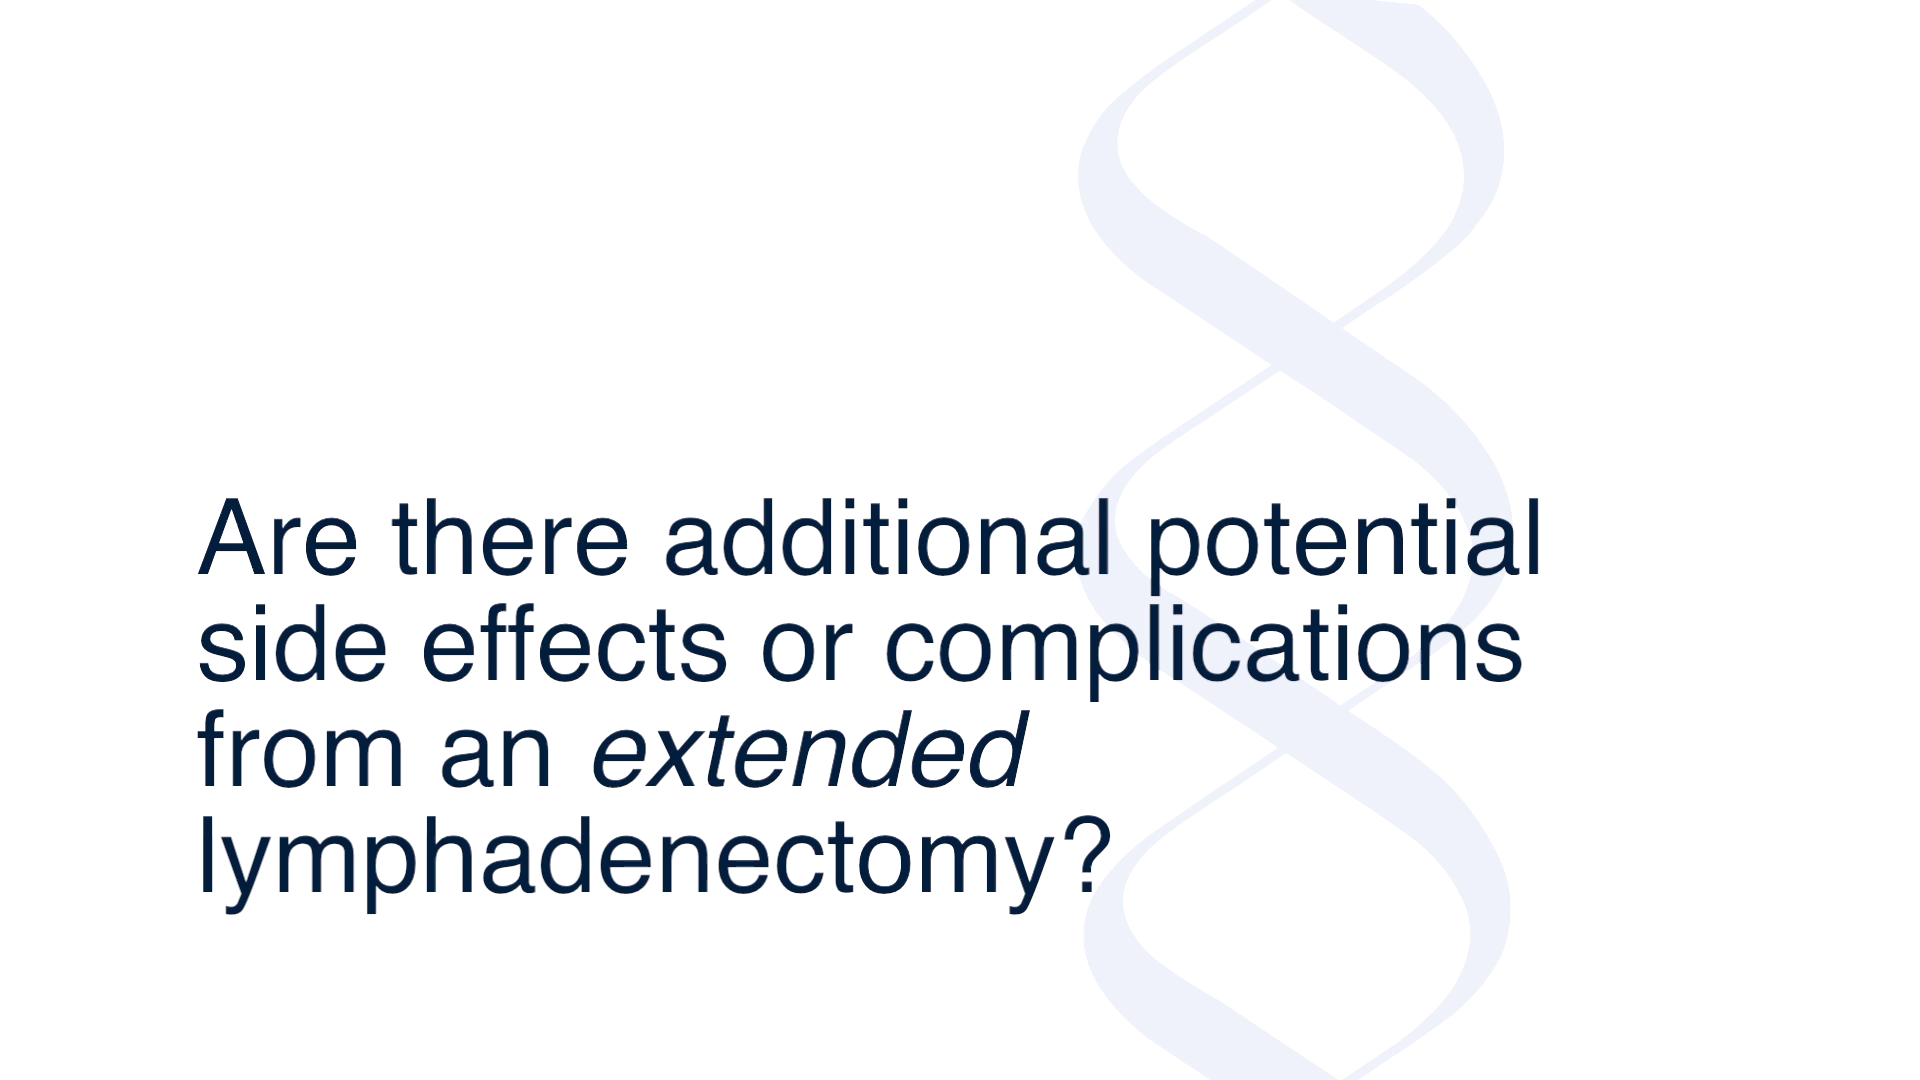 Are there additional potential
side effects or complications
from an extended
lymphadenectomy?